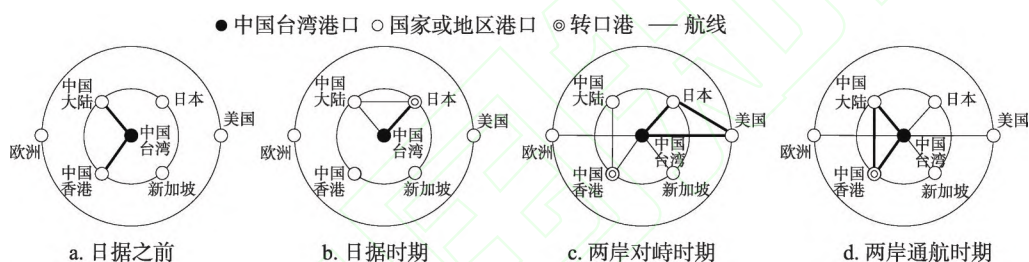 ●中国台湾港口 ○国家或地区港口 ◎转口港 —航线
中国
大陆
日本
美国
中国
台湾
欧洲
中国
香港
新加坡
a. 日据之前
中国
大陆
日本
美国
中国
台湾
欧洲
中国
香港
新加坡
b. 日据时期
中国
大陆
日本
美国
中国
台湾
欧洲
中国
香港
新加坡
c. 两岸对峙时期
中国
大陆
日本
美国
中国
台湾
欧洲
中国
香港
新加坡
d. 两岸通航时期